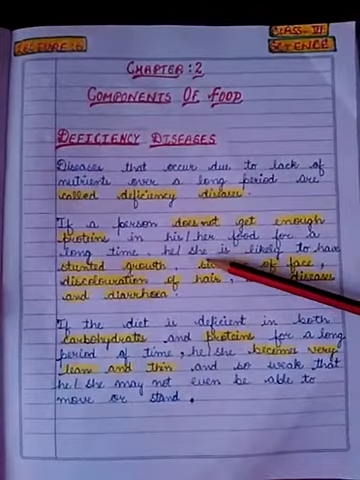 LECTURE: 6
CLASS- VI
SCIENCE
CHAPTER : 2
COMPONENTS OF FOOD
DEFICIENCY DISEASES
Diseases that occur due to lack of
nutrients over a long period are
called deficiency disease.
If a person does not get enough
proteins in his/her food for a
long time, he/she is likely to have
stunted growth, of face,
discolouration of hair, diseases
and diarrhoea.
If the diet is deficient in both
carbohydrates and proteins for a long
period of time, he/she becomes very
lean and thin and so weak that
he/she may not even be able to
move or stand.